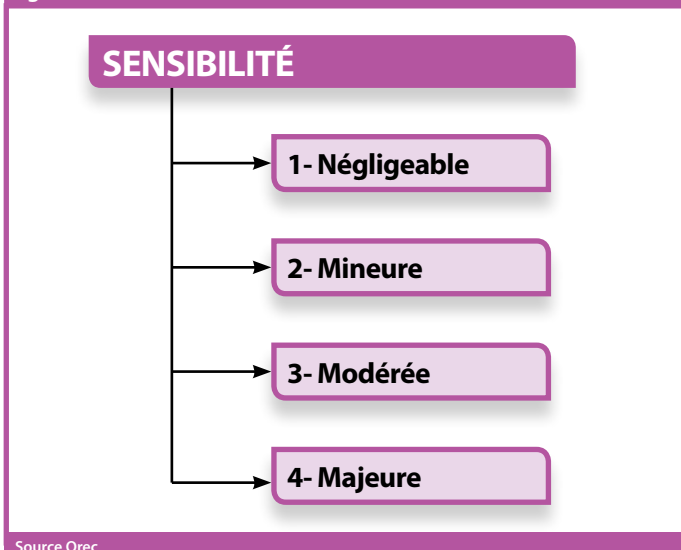 SENSIBILITÉ
1- Négligeable
2- Mineure
3- Modérée
4- Majeure
Source Orec